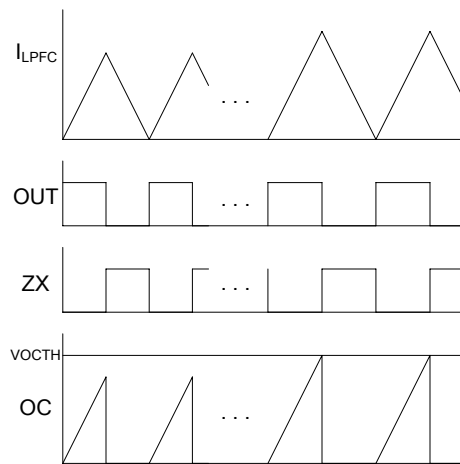 ILPFC
. . .
OUT
. . .
ZX
. . .
VOCTH
OC
. . .